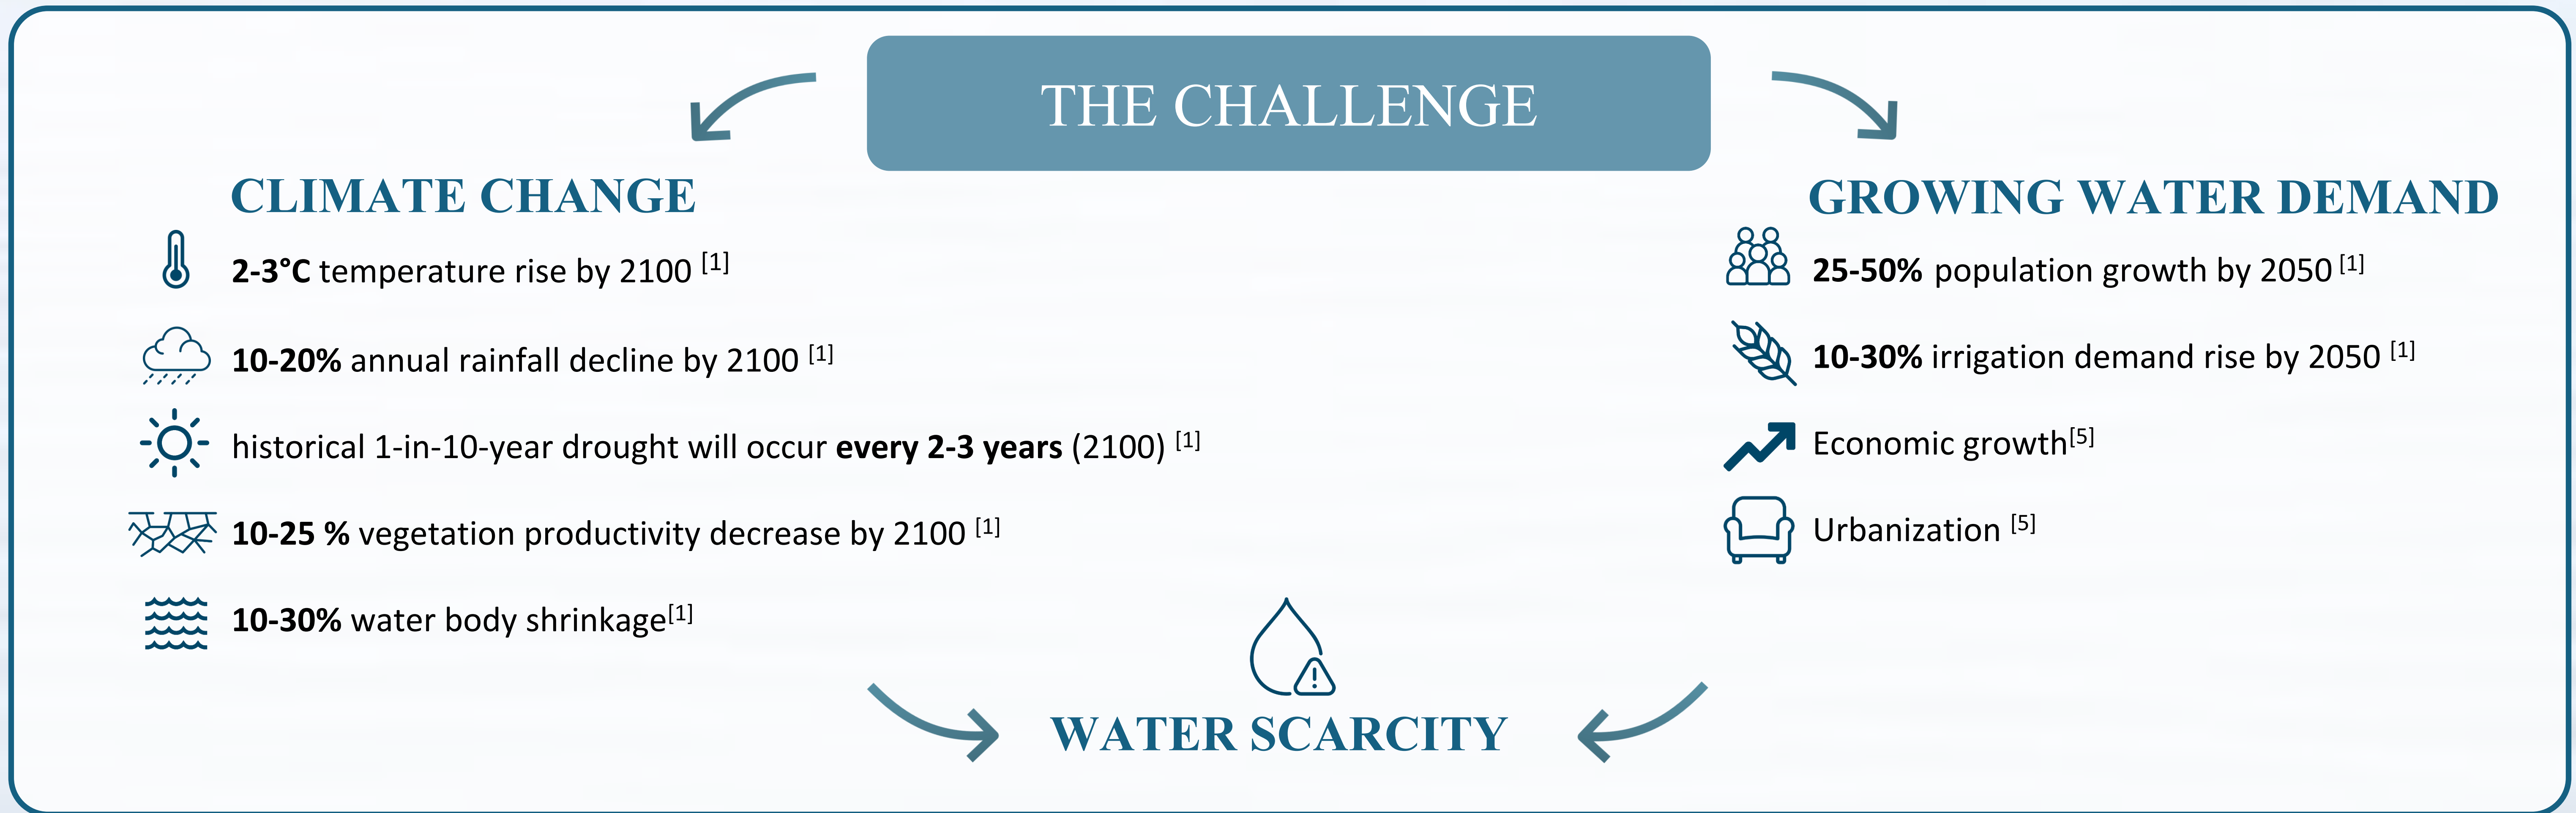 THE CHALLENGE
CLIMATE CHANGE
2-3°C temperature rise by 2100 [1]
10-20% annual rainfall decline by 2100 [1]
historical 1-in-10-year drought will occur every 2-3 years (2100) [1]
10-25 % vegetation productivity decrease by 2100 [1]
10-30% water body shrinkage[1]
GROWING WATER DEMAND
25-50% population growth by 2050 [1]
10-30% irrigation demand rise by 2050 [1]
Economic growth[5]
Urbanization [5]
WATER SCARCITY